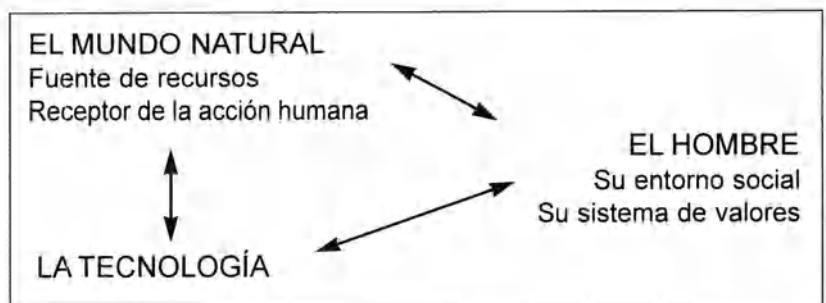 EL MUNDO NATURAL
Fuente de recursos
Receptor de la acción humana
EL HOMBRE
Su entorno social
Su sistema de valores
LA TECNOLOGÍA